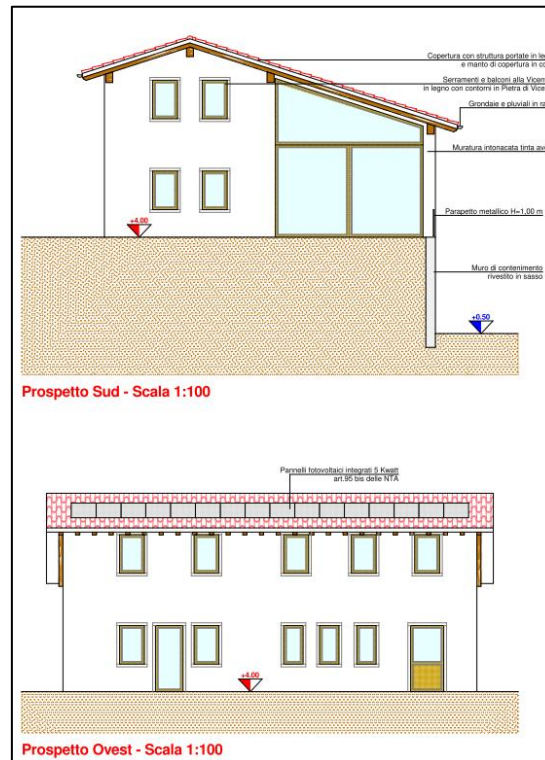 Copertura con struttura portate in le
e manto di copertura in co
Serramenti e balconi alla Vicen
in legno con contorni in Pietra di Vice
Grondaie e pluviali in ra
Muratura intonacata tinta ave
+4.00
Parapetto metallico H=1,00 m
Muro di contenimento
rivestito in sasso
+0.50
Prospetto Sud - Scala 1:100
Pannelli fotovoltaici integrati 5 Kwatt
art.95 bis delle NTA
+4.00
Prospetto Ovest - Scala 1:100